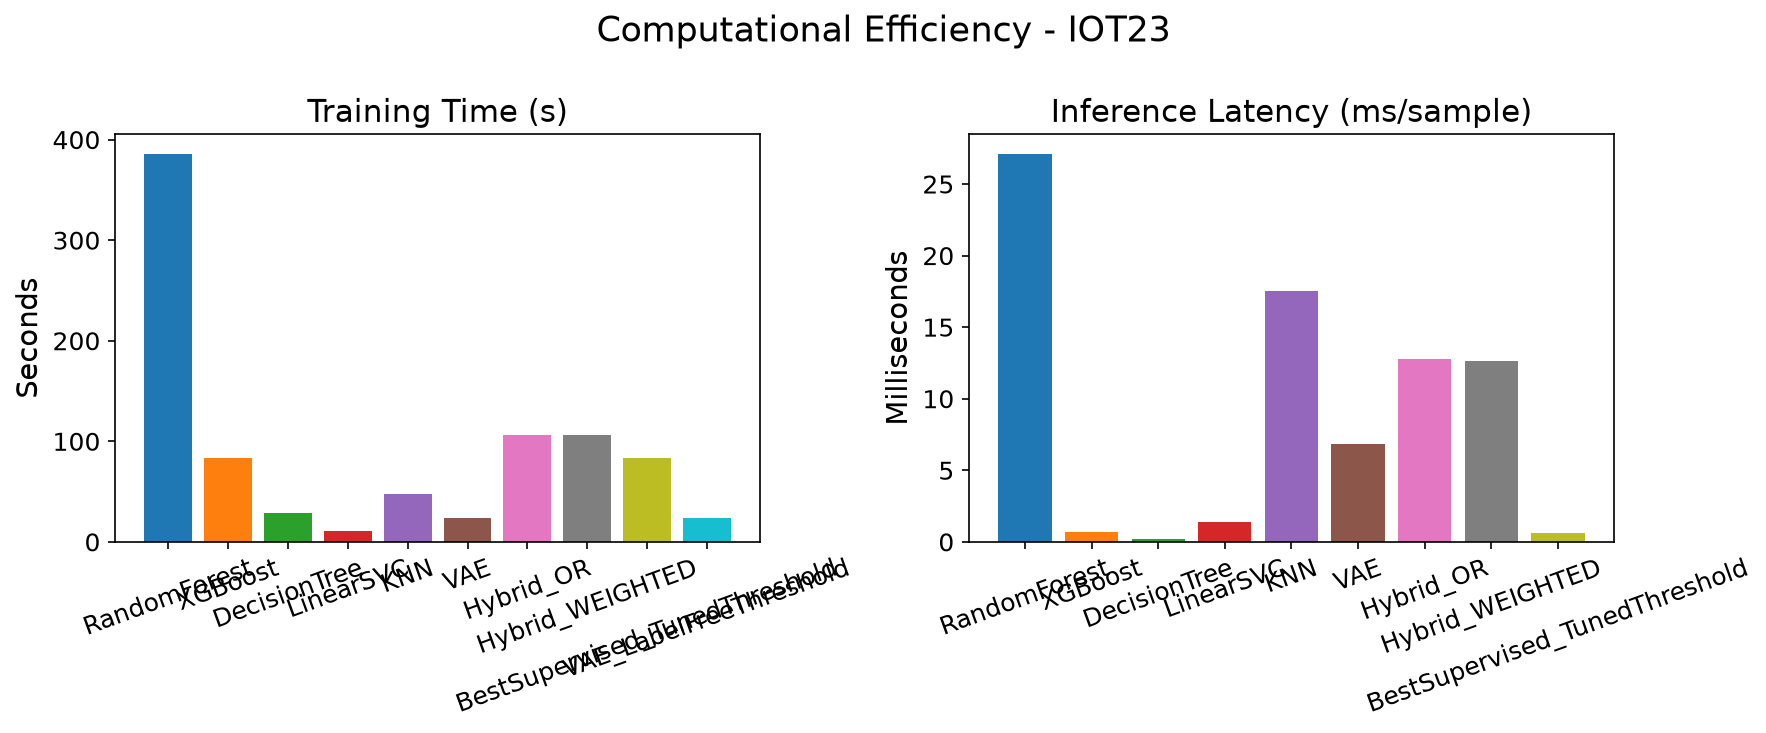 Computational Efficiency - IOT23
Training Time (s)
Seconds
400
300
200
100
0
RandomForest
XGBoost
DecisionTree
LinearSVC
KNN
VAE
Hybrid_OR
Hybrid_WEIGHTED
BestSupervised_TunedThreshold
VAE_LabelFreeThreshold
Inference Latency (ms/sample)
Milliseconds
25
20
15
10
5
0
RandomForest
XGBoost
DecisionTree
LinearSVC
KNN
VAE
Hybrid_OR
Hybrid_WEIGHTED
BestSupervised_TunedThreshold